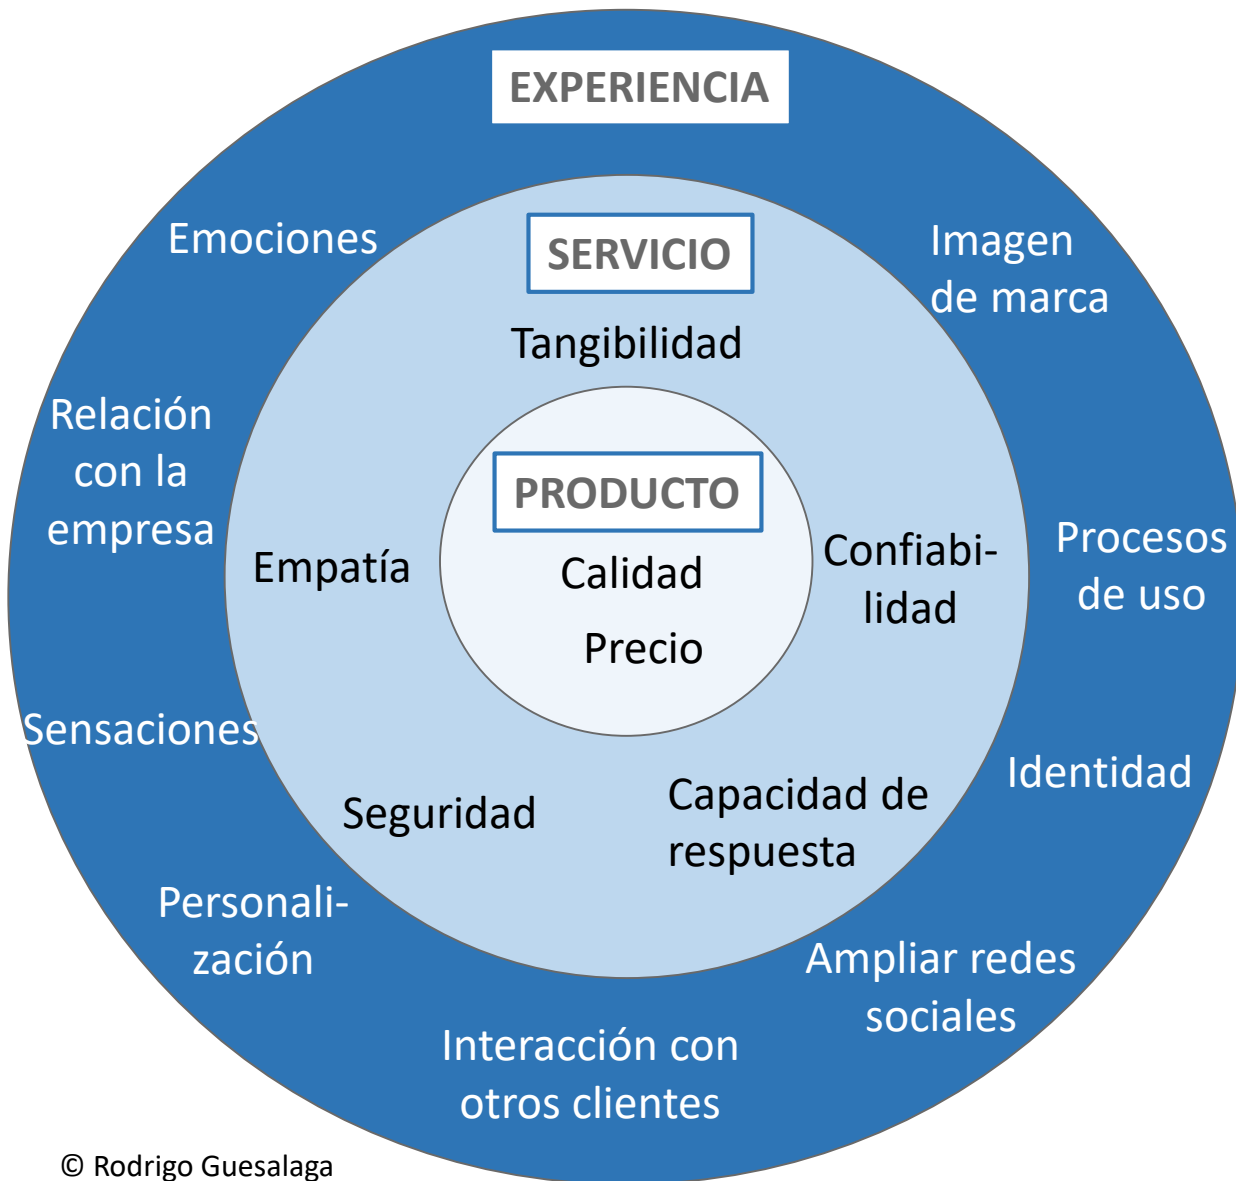 EXPERIENCIA
Emociones
Imagen
de marca
SERVICIO
Tangibilidad
Relación
con la
empresa
PRODUCTO
Calidad
Precio
Empatía
Confiabi-
lidad
Procesos
de uso
Sensaciones
Identidad
Seguridad
Capacidad de
respuesta
Personali-
zación
Ampliar redes
sociales
Interacción con
otros clientes
© Rodrigo Guesalaga